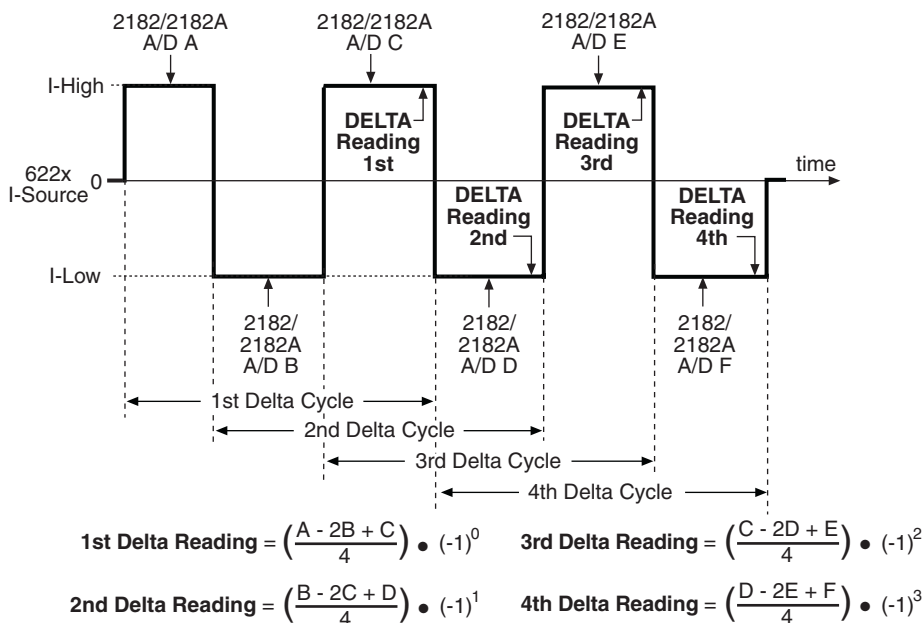 2182/2182A
A/D A
2182/2182A
A/D C
2182/2182A
A/D E
I-High
DELTA
Reading
1st
DELTA
Reading
3rd
622x
I-Source
0
time
DELTA
Reading
2nd
DELTA
Reading
4th
I-Low
2182/
2182A
A/D B
2182/
2182A
A/D D
2182/
2182A
A/D F
1st Delta Cycle
2nd Delta Cycle
3rd Delta Cycle
4th Delta Cycle
1st Delta Reading = (A - 2B + C / 4) • (-1)^0
3rd Delta Reading = (C - 2D + E / 4) • (-1)^2
2nd Delta Reading = (B - 2C + D / 4) • (-1)^1
4th Delta Reading = (D - 2E + F / 4) • (-1)^3